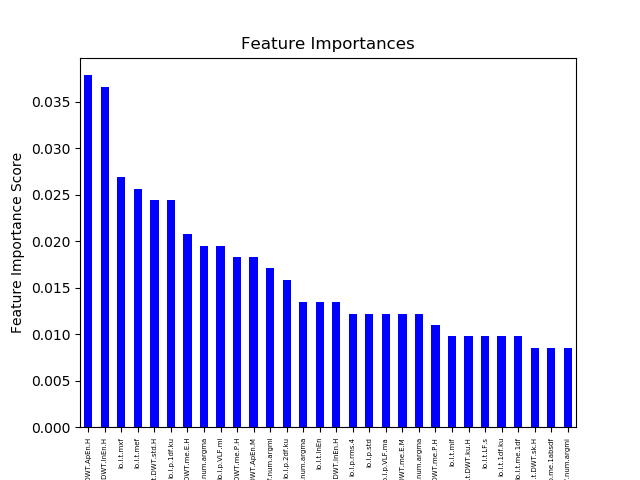 Feature Importances
Feature Importance Score
0.035
0.030
0.025
0.020
0.015
0.010
0.005
0.000
DWT.ApEn.H
DWT.InEn.H
lo.l.t.mxf
lo.l.t.mef
t.DWT.std.H
lo.l.p.1df.ku
DWT.me.E.H
.num.argma
lo.l.p.VLF.mi
DWT.me.P.H
DWT.ApEn.M
.num.argmi
lo.l.p.2df.ku
.num.argma
lo.l.t.InEn
DWT.InEn.H
lo.l.p.rms.4
lo.l.p.std
lo.l.p.VLF.ma
DWT.me.E.M
.num.argma
DWT.me.P.H
lo.l.t.mif
t.DWT.ku.H
lo.l.t.LF.s
lo.l.t.1df.ku
lo.l.t.me.1df
t.DWT.sk.H
.me.1absdf
.num.argmi